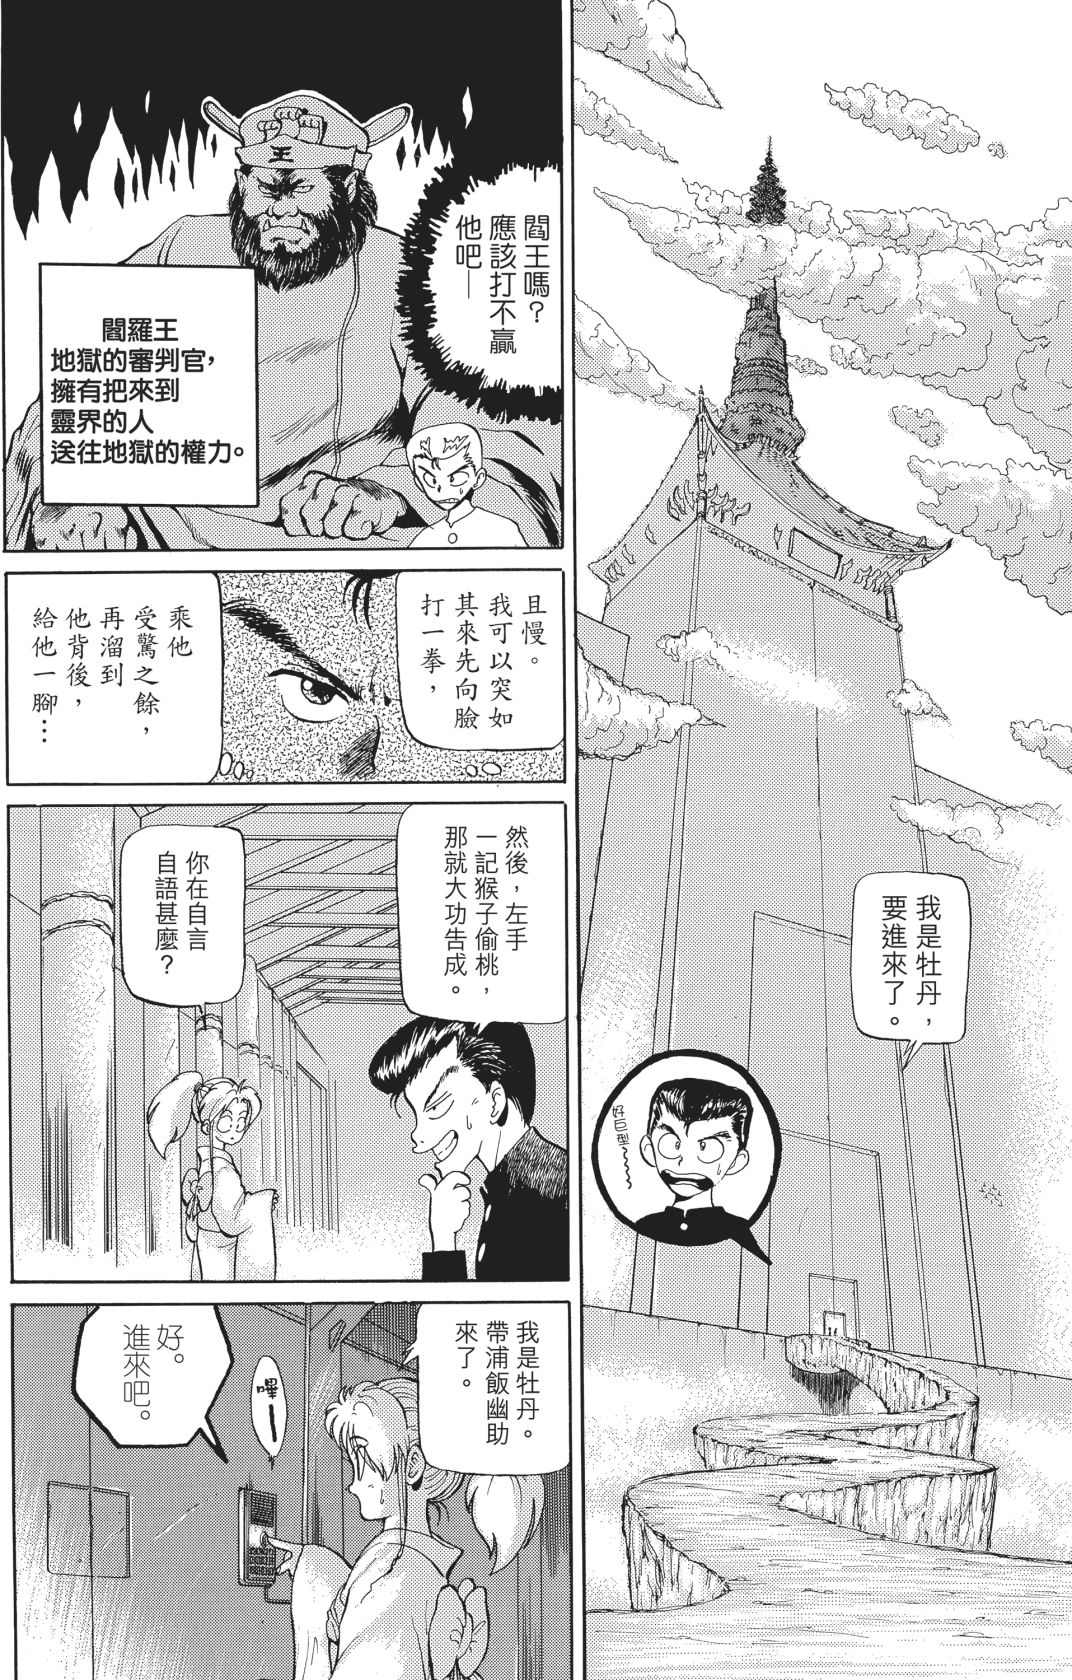 我是牡丹，
要進來了。
好巨型～～～
閻王嗎？
應該打不贏
他吧—
王
閻羅王
地獄的審判官，
擁有把來到
靈界的人
送往地獄的權力。
且慢。
我可以突如
其來先向臉
打一拳，
乘他
受驚之餘，
再溜到
他背後，
給他一腳…
然後，左手
一記猴子偷桃，
那就大功告成。
你在自言
自語甚麼？
我是牡丹。
帶浦飯幽助
來了。
嗶—
好。
進來吧。